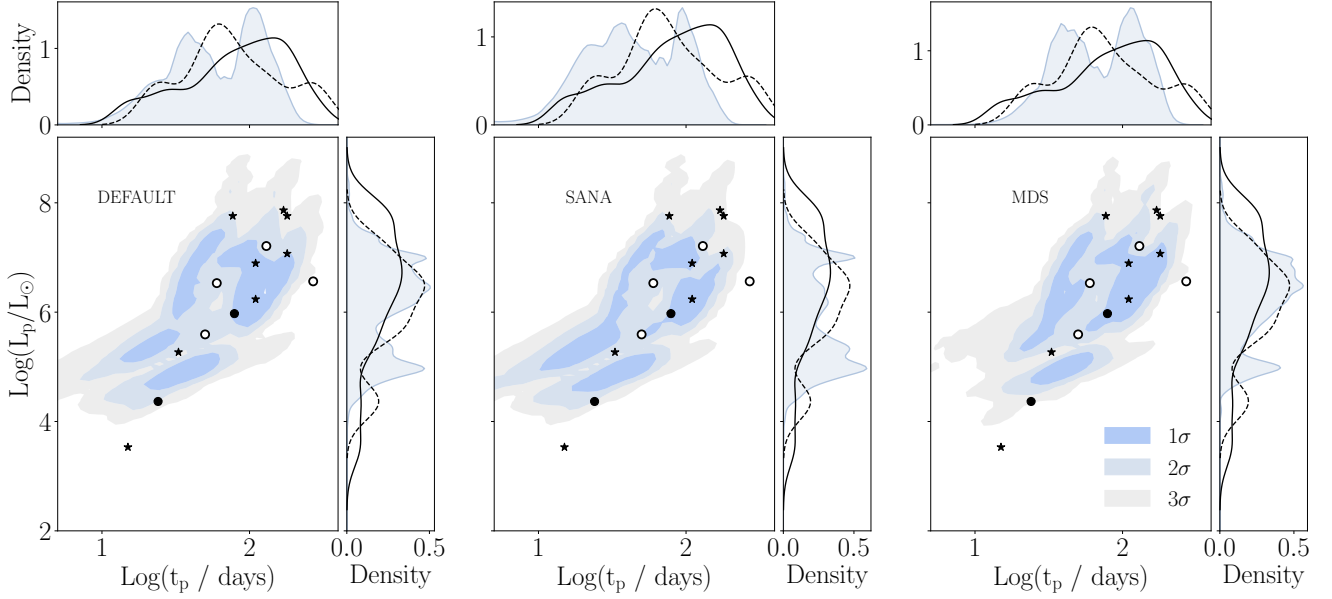 Density
1
0
1
0
1
0
DEFAULT
SANA
MDS
Log(L_p/L_⊙)
8
6
4
2
1σ
2σ
3σ
1 2 0.0 0.5 1 2 0.0 0.5 1 2 0.0 0.5
Log(t_p / days) Density Log(t_p / days) Density Log(t_p / days) Density